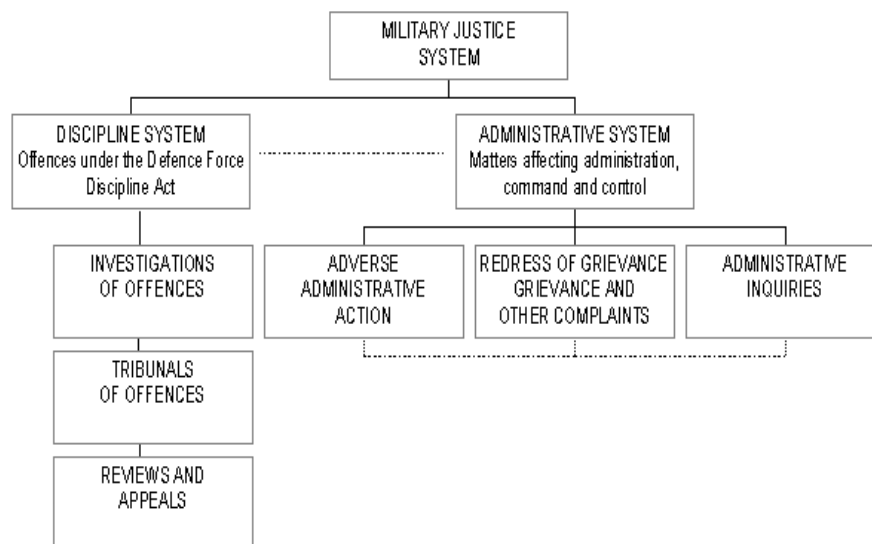 MILITARY JUSTICE
SYSTEM
DISCIPLINE SYSTEM
Offences under the Defence Force
Discipline Act
ADMINISTRATIVE SYSTEM
Matters affecting administration,
command and control
INVESTIGATIONS
OF OFFENCES
ADVERSE
ADMINISTRATIVE
ACTION
REDRESS OF GRIEVANCE
GRIEVANCE AND
OTHER COMPLAINTS
ADMINISTRATIVE
INQUIRIES
TRIBUNALS
OF OFFENCES
REVIEWS AND
APPEALS